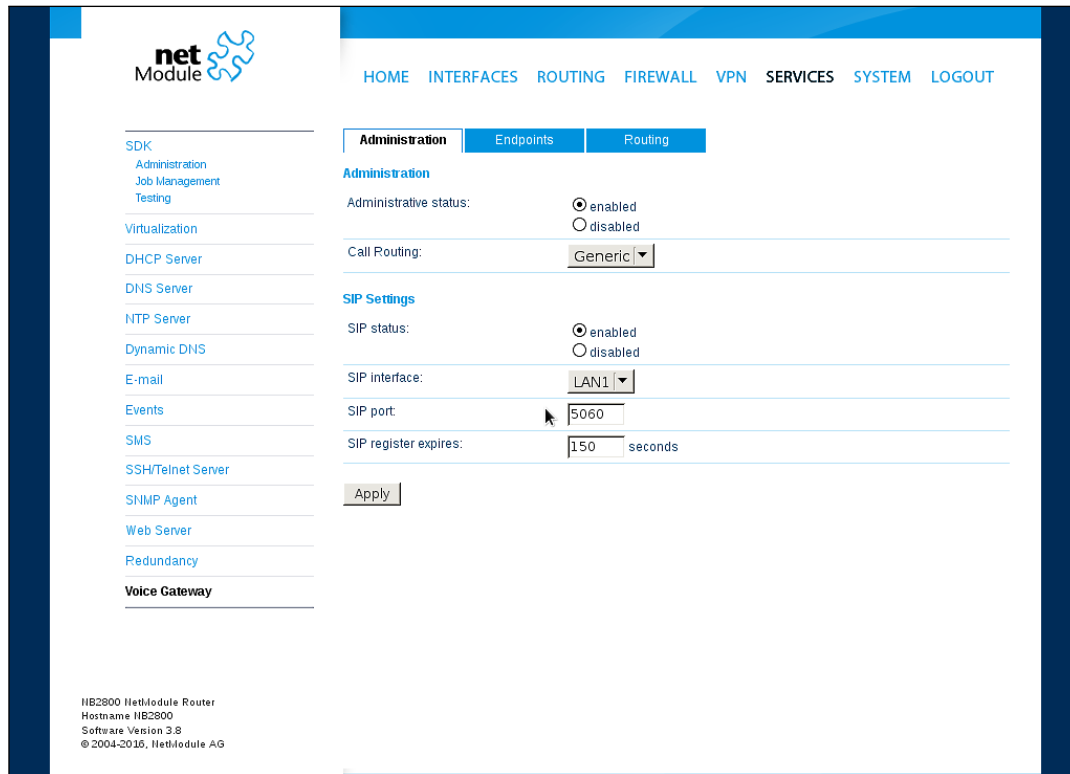 net
Module
HOME INTERFACES ROUTING FIREWALL VPN SERVICES SYSTEM LOGOUT
SDK
Administration
Job Management
Testing
Virtualization
DHCP Server
DNS Server
NTP Server
Dynamic DNS
E-mail
Events
SMS
SSH/Telnet Server
SNMP Agent
Web Server
Redundancy
Voice Gateway
Administration Endpoints Routing
Administration
Administrative status: enabled
disabled
Call Routing: Generic
SIP Settings
SIP status: enabled
disabled
SIP interface: LAN1
SIP port: 5060
SIP register expires: 150 seconds
Apply
NB2800 NetModule Router
Hostname NB2800
Software Version 3.8
© 2004-2016, NetModule AG